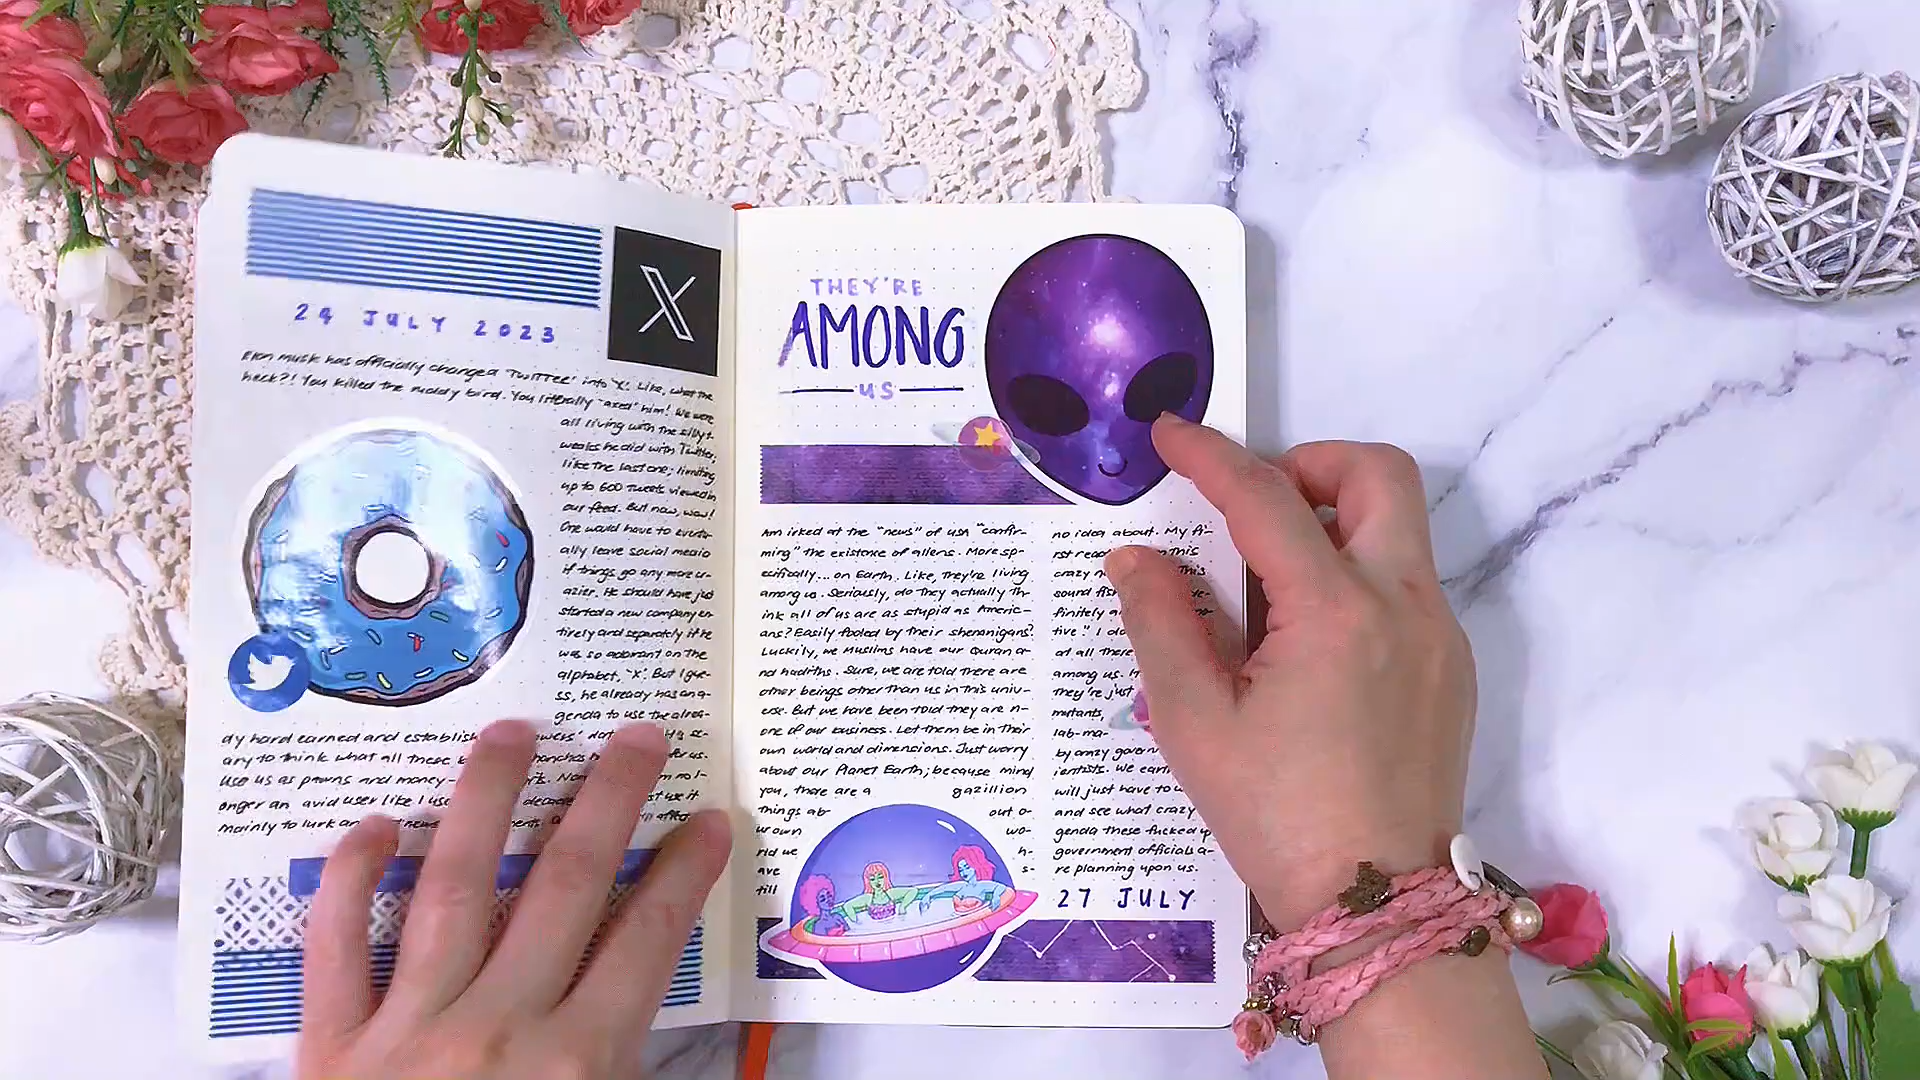 24 JULY 2023
X
Elon musk has officially changed 'TWITTER' into 'X'. Like, what the
heck?! You killed the ruddy bird. You literally "axed" him! We were
all living with the silly t-
weaks he did with Twitter,
like the last one; limiting
up to 600 Tweets viewed in
our feed. But now, wow!
One would have to eventu-
ally leave social media
if things go any more cr-
azier. He should have just
started a new company en-
tirely and separately if he
was so adamant on the
alphabet, 'X'. But I gue-
ss, he already has an a-
genda to use the alrea-
dy hard earned and establish
ary to think what all these
use us as pawns and money-
onger an avid user like I use
mainly to lurk an
THEY'RE
AMONG
US
Am irked at the "news" of USA "confir-
ming" the existence of aliens. More sp-
ecifically... on Earth. Like, they're living
among us. Seriously, do they actually th-
ink all of us are as stupid as Americ-
ans? Easily fooled by their shenanigans?
Luckily, we Muslims have our Quran a-
nd hadiths. Sure, we are told there are
other beings other than us in this univ-
erse. But we have been told they are n-
one of our business. Let them be in their
own world and dimensions. Just worry
about our Planet Earth; because mind
you, there are a gazillion
things ab- out o-
ur own wo-
rld we h-
ave s-
till
no idea about. My fi-
rst this
crazy This
sound
finitely
tive." I
at all there
among us.
they're just
mutants,
lab-ma-
by crazy
ientists. We
will just have to
and see what crazy
genda these fucked up
government officials a-
re planning upon us.
27 JULY